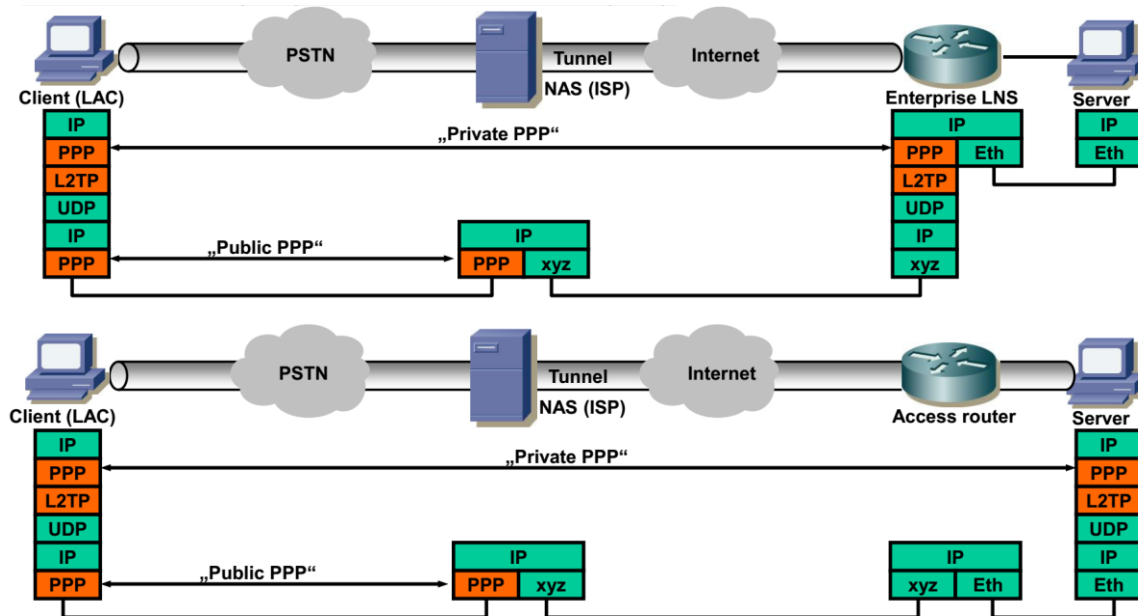 PSTN
Tunnel
Internet
NAS (ISP)
Client (LAC)
Enterprise LNS
Server
IP
IP
IP
„Private PPP“
PPP
PPP
Eth
Eth
L2TP
L2TP
UDP
UDP
IP
„Public PPP“
IP
IP
PPP
PPP
xyz
xyz
PSTN
Internet
Tunnel
NAS (ISP)
Client (LAC)
Access router
Server
IP
IP
„Private PPP“
PPP
PPP
L2TP
L2TP
UDP
UDP
IP
IP
IP
IP
PPP
„Public PPP“
PPP
xyz
xyz
Eth
Eth